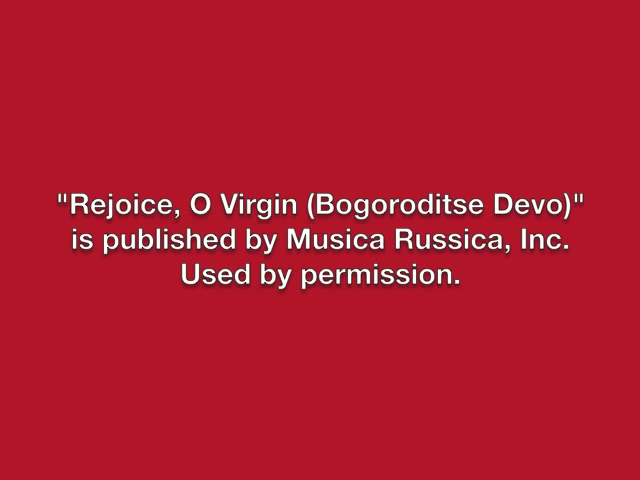 "Rejoice, O Virgin (Bogoroditse Devo)"
is published by Musica Russica, Inc.
Used by permission.